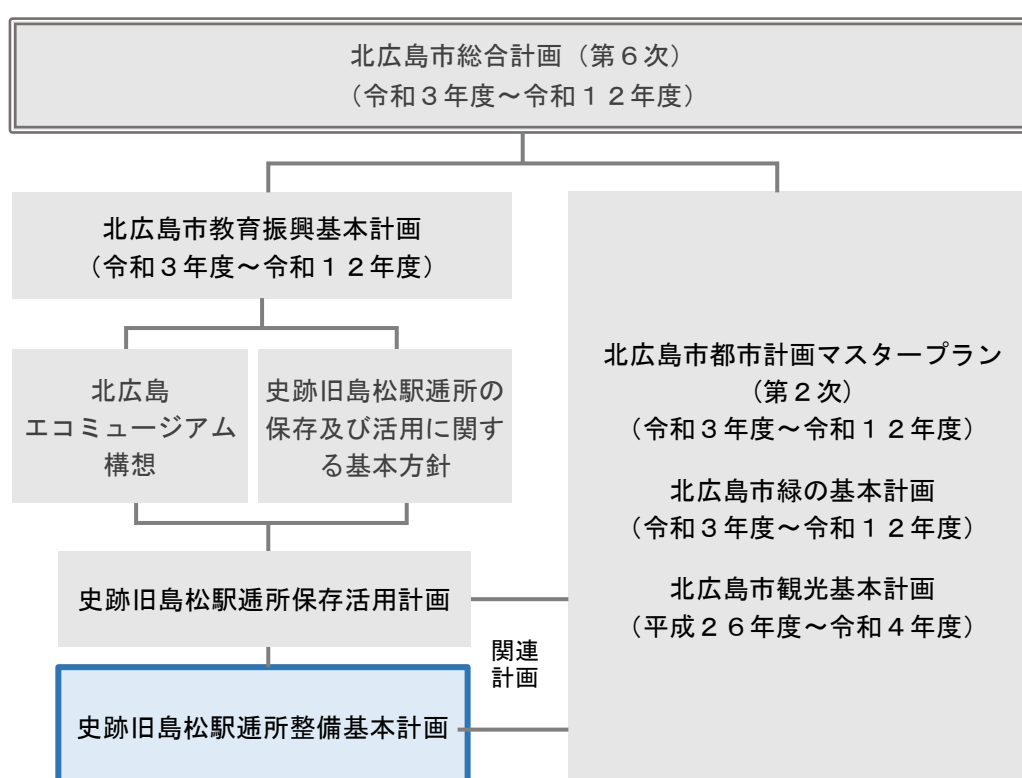 北広島市総合計画（第６次）
（令和３年度～令和１２年度）
北広島市教育振興基本計画
（令和３年度～令和１２年度）
北広島
エコミュージアム
構想
史跡旧島松駅逓所の
保存及び活用に関す
る基本方針
史跡旧島松駅逓所保存活用計画
史跡旧島松駅逓所整備基本計画
関連
計画
北広島市都市計画マスタープラン
（第２次）
（令和３年度～令和１２年度）
北広島市緑の基本計画
（令和３年度～令和１２年度）
北広島市観光基本計画
（平成２６年度～令和４年度）